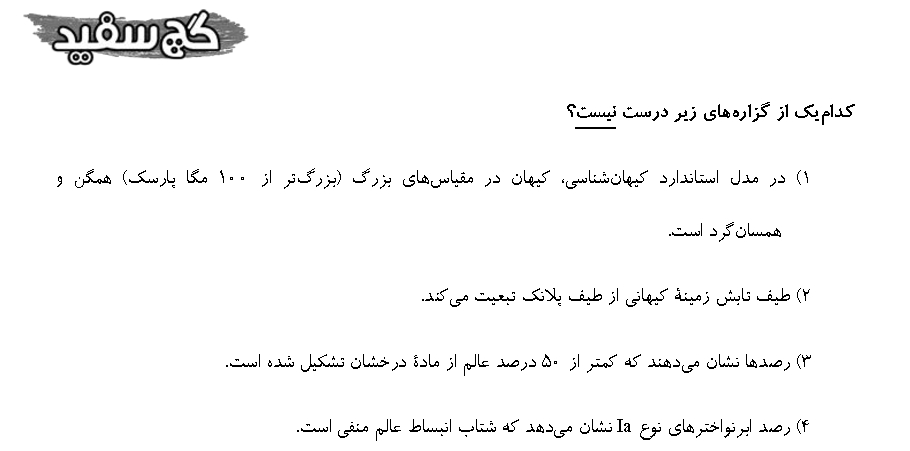 گچ سفید
کدام‌یک از گزاره‌های زیر درست نیست؟
۱) در مدل استاندارد کیهان‌شناسی، کیهان در مقیاس‌های بزرگ (بزرگ‌تر از ۱۰۰ مگا پارسک) همگن و
همسان‌گرد است.
۲) طیف تابش زمینهٔ کیهانی از طیف پلانک تبعیت می‌کند.
۳) رصدها نشان می‌دهند که کمتر از ۵۰ درصد عالم از مادهٔ درخشان تشکیل شده است.
۴) رصد ابرنواخترهای نوع Ia نشان می‌دهد که شتاب انبساط عالم منفی است.